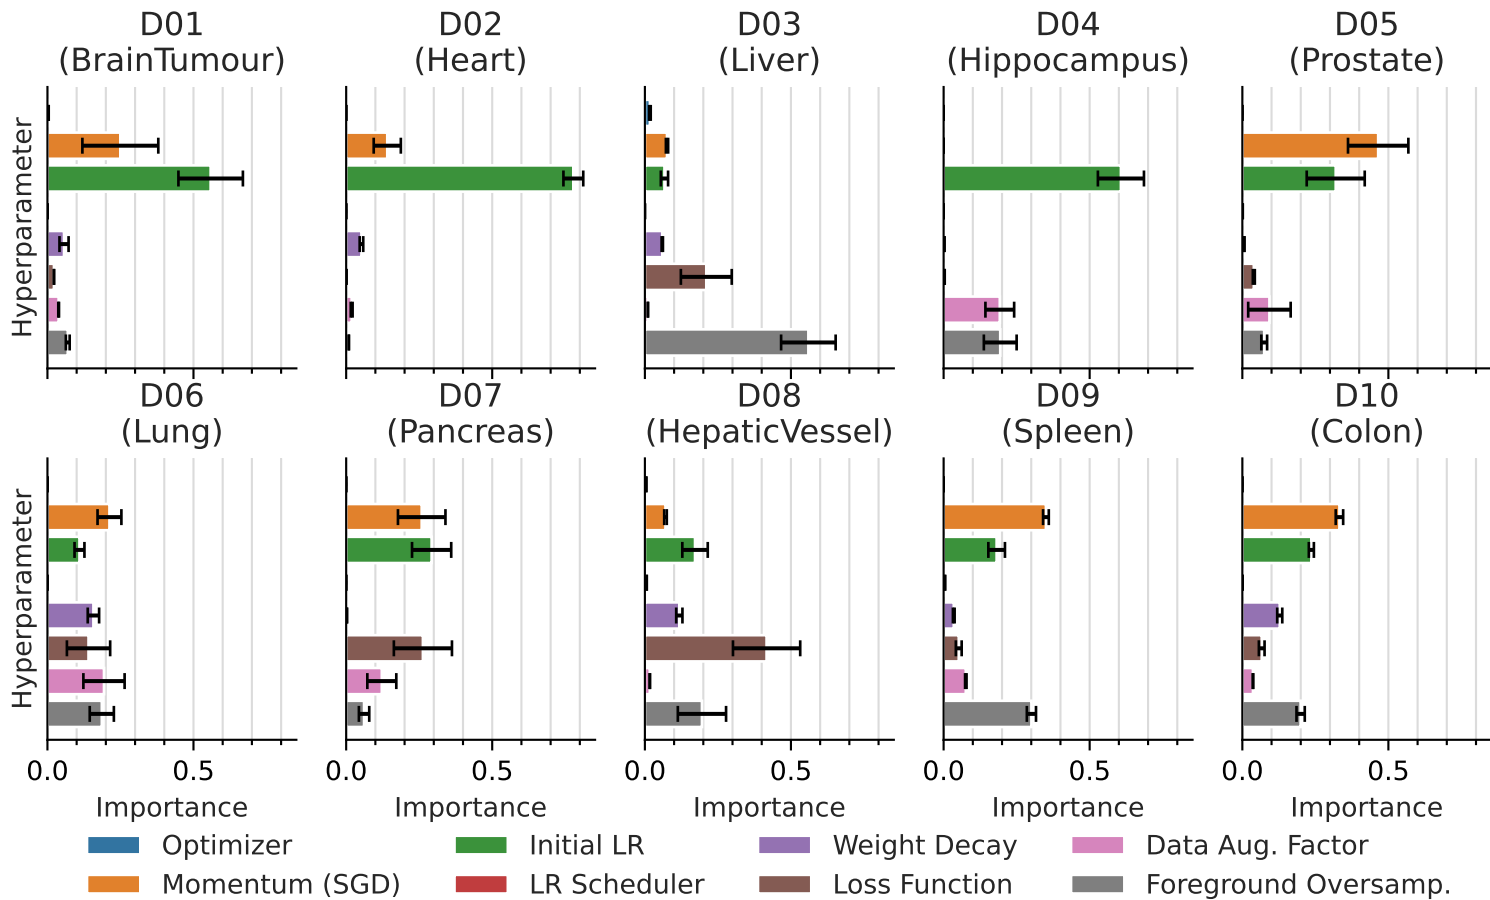 D01
(BrainTumour)
D02
(Heart)
D03
(Liver)
D04
(Hippocampus)
D05
(Prostate)
Hyperparameter
D06
(Lung)
D07
(Pancreas)
D08
(HepaticVessel)
D09
(Spleen)
D10
(Colon)
Hyperparameter
0.0 0.5
0.0 0.5
0.0 0.5
0.0 0.5
0.0 0.5
Importance
Importance
Importance
Importance
Importance
Optimizer
Initial LR
Weight Decay
Data Aug. Factor
Momentum (SGD)
LR Scheduler
Loss Function
Foreground Oversamp.